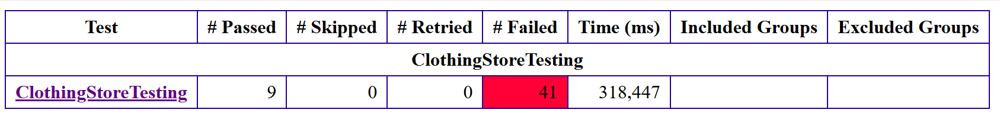 Test # Passed # Skipped # Retried # Failed Time (ms) Included Groups Excluded Groups
ClothingStoreTesting
ClothingStoreTesting 9 0 0 41 318,447